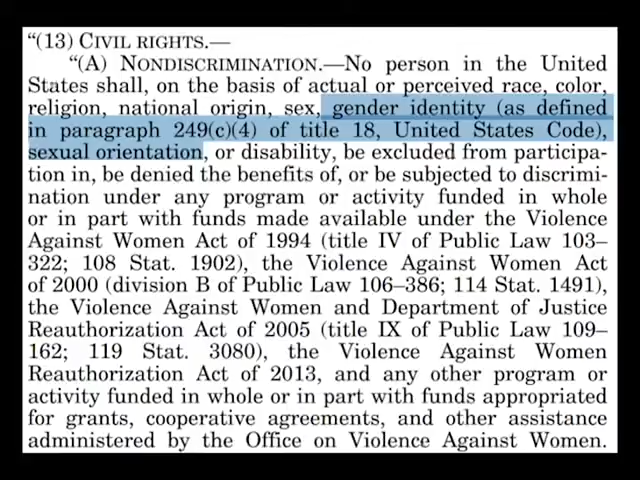 “(13) CIVIL RIGHTS.—
“(A) NONDISCRIMINATION.—No person in the United
States shall, on the basis of actual or perceived race, color,
religion, national origin, sex, gender identity (as defined
in paragraph 249(c)(4) of title 18, United States Code),
sexual orientation, or disability, be excluded from participa-
tion in, be denied the benefits of, or be subjected to discrimi-
nation under any program or activity funded in whole
or in part with funds made available under the Violence
Against Women Act of 1994 (title IV of Public Law 103–
322; 108 Stat. 1902), the Violence Against Women Act
of 2000 (division B of Public Law 106–386; 114 Stat. 1491),
the Violence Against Women and Department of Justice
Reauthorization Act of 2005 (title IX of Public Law 109–
162; 119 Stat. 3080), the Violence Against Women
Reauthorization Act of 2013, and any other program or
activity funded in whole or in part with funds appropriated
for grants, cooperative agreements, and other assistance
administered by the Office on Violence Against Women.